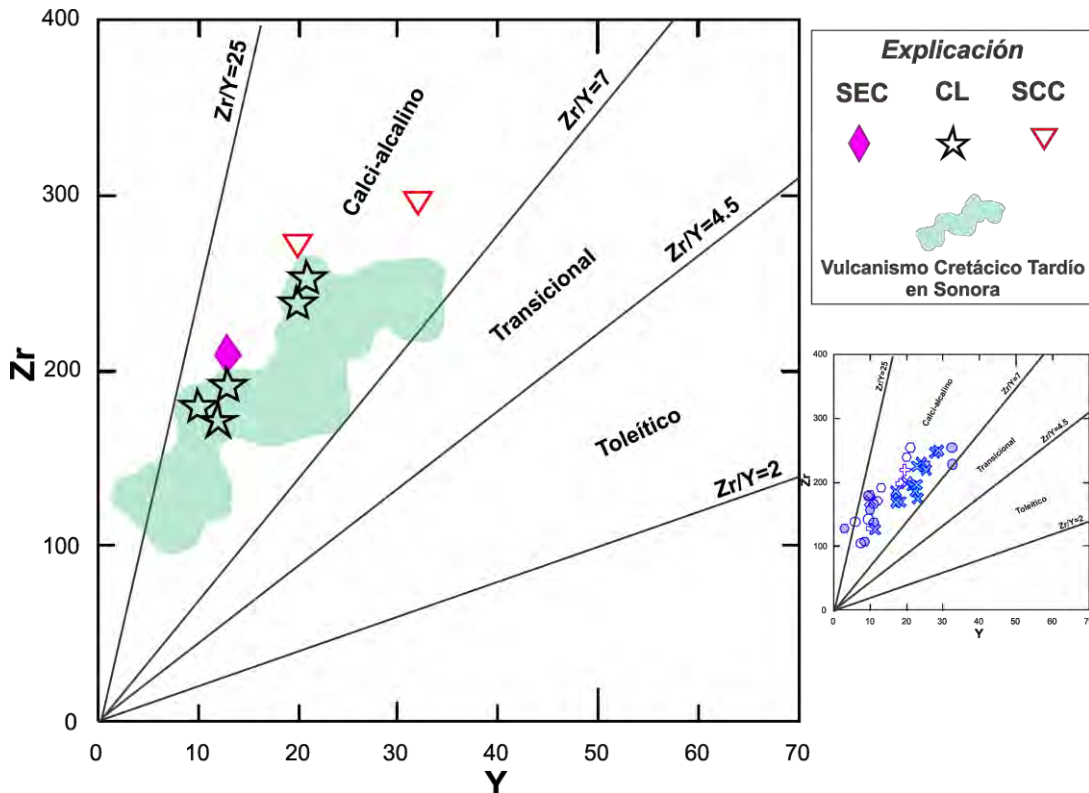 400
300
200
100
0
Zr
Zr/Y=25
Calci-alcalino
Zr/Y=7
Zr/Y=4.5
Transicional
Toleítico
Zr/Y=2
0 10 20 30 40 50 60 70
Y
Explicación
SEC CL SCC
Vulcanismo Cretácico Tardío
en Sonora
400
300
200
100
0
Zr
Zr/Y=25
Calci-alcalino
Zr/Y=7
Zr/Y=4.5
Transicional
Toleítico
Zr/Y=2
0 10 20 30 40 50 60 70
Y